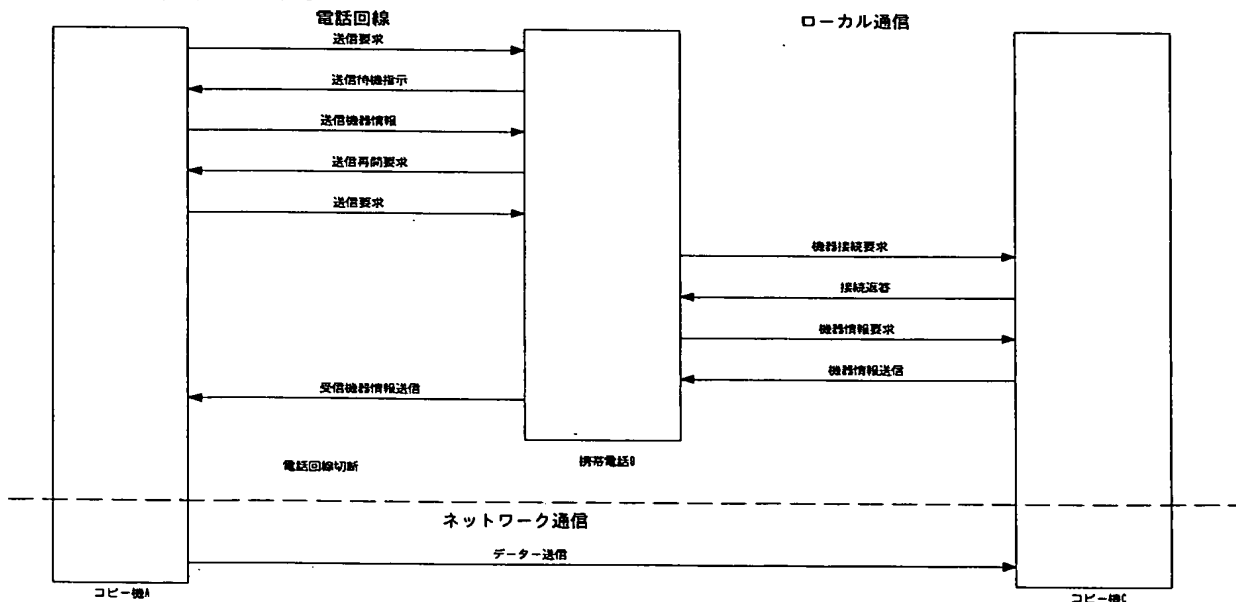 電話回線
ローカル通信
送信要求
送信待機指示
送信機器情報
送信再開要求
送信要求
機器接続要求
接続返答
機器情報要求
機器情報送信
受信機器情報送信
電話回線切断
携帯電話B
ネットワーク通信
データー送信
コピー機A
コピー機C